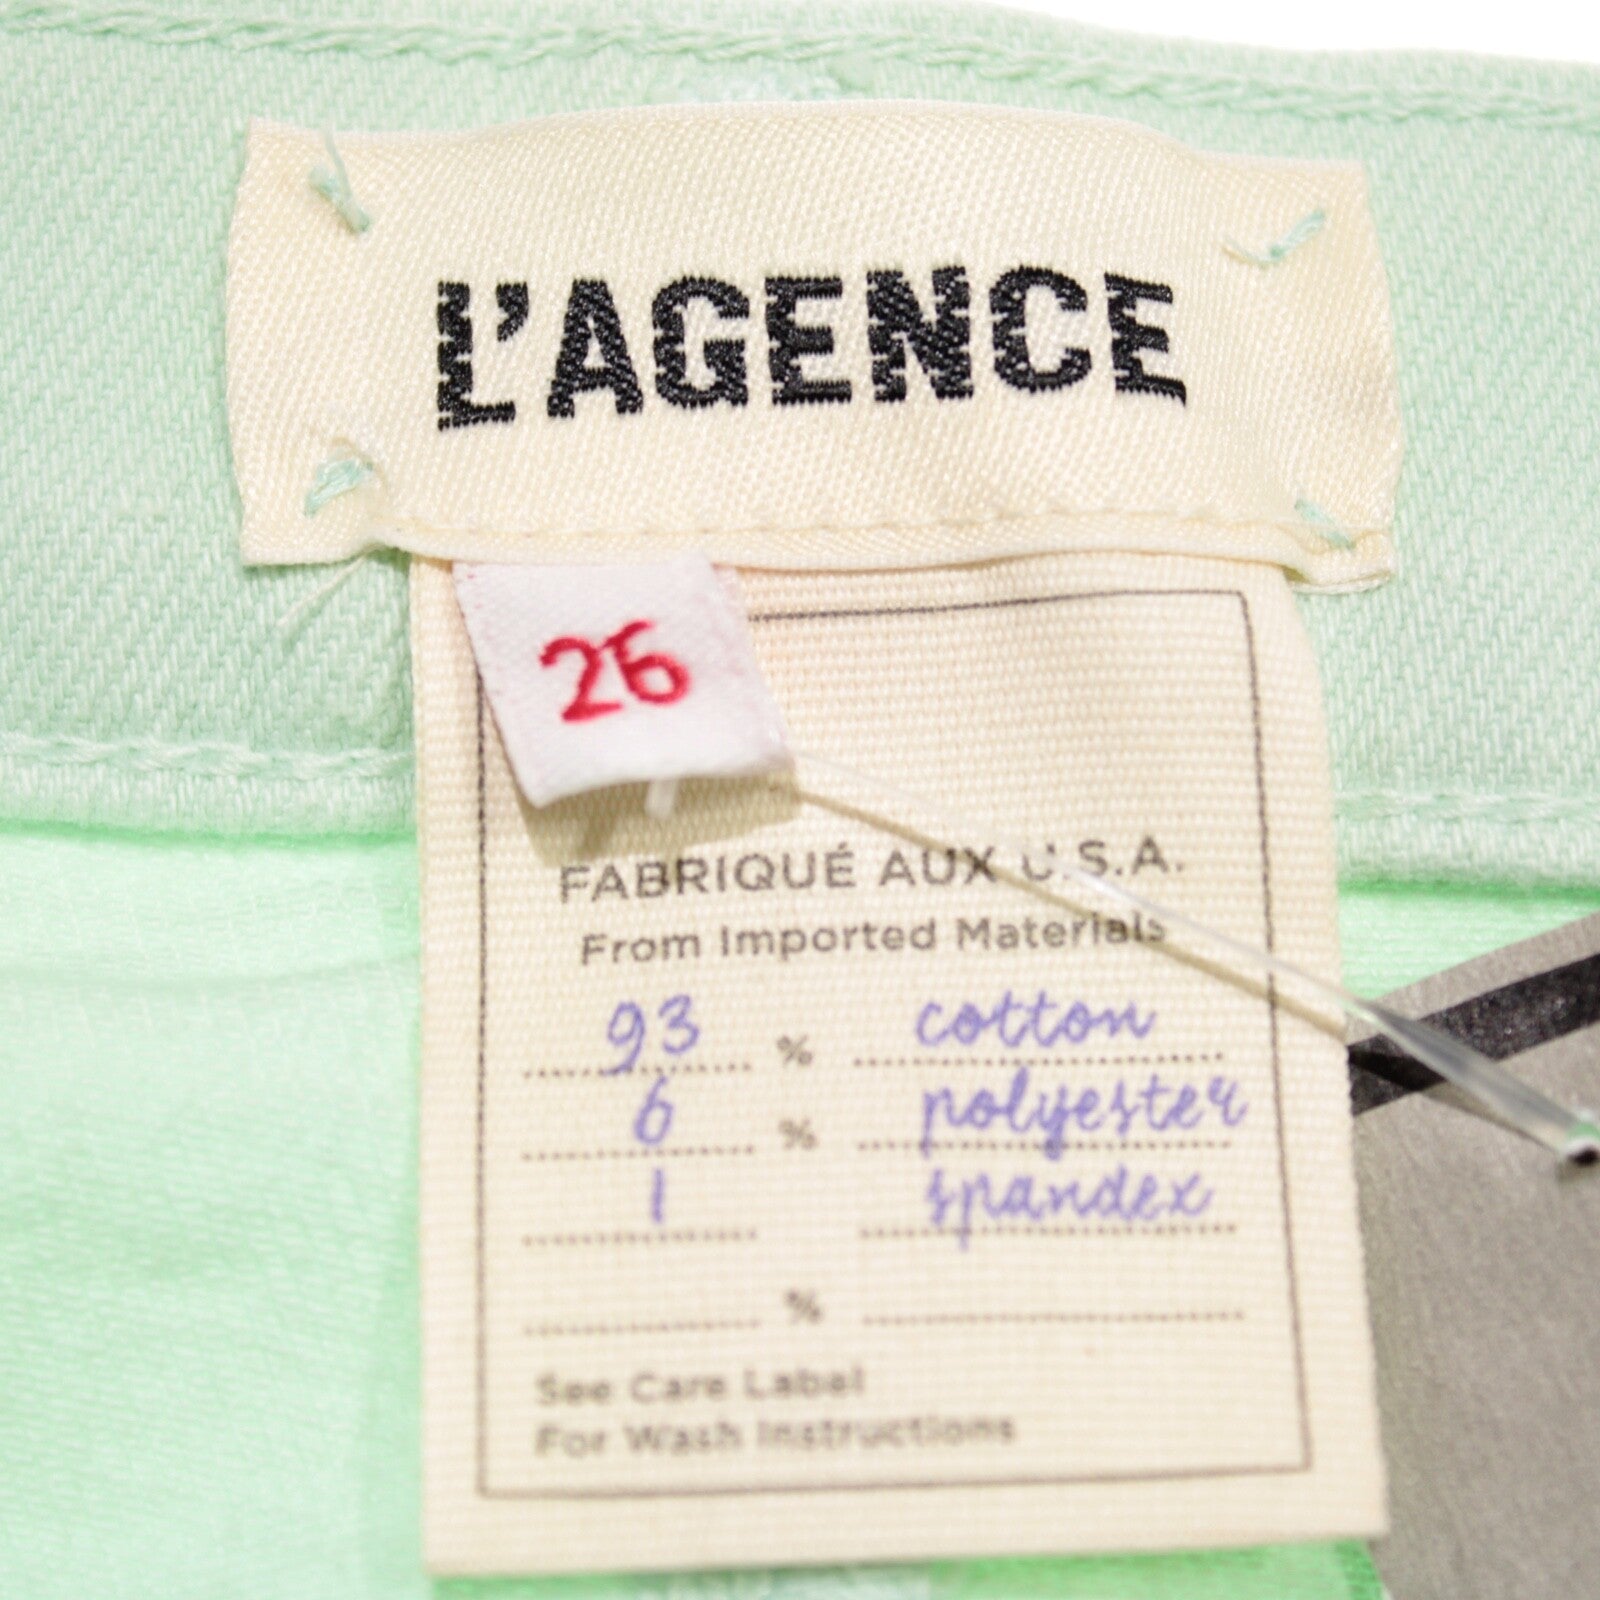 L'AGENCE
26
FABRIQUÉ AUX U.S.A.
From Imported Materials
93 % cotton
6 % polyester
1 spandex
%
See Care Label
For Wash Instructions